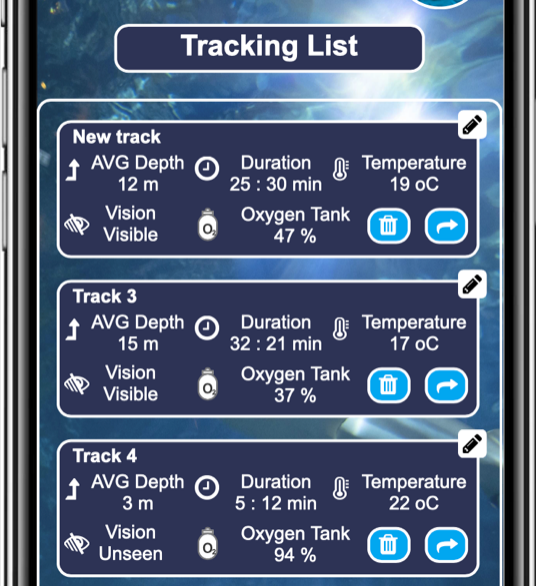 Tracking List
New track
AVG Depth
12 m
Duration
25 : 30 min
Temperature
19 oC
Vision
Visible
O2
Oxygen Tank
47 %
Track 3
AVG Depth
15 m
Duration
32 : 21 min
Temperature
17 oC
Vision
Visible
O2
Oxygen Tank
37 %
Track 4
AVG Depth
3 m
Duration
5 : 12 min
Temperature
22 oC
Vision
Unseen
O2
Oxygen Tank
94 %